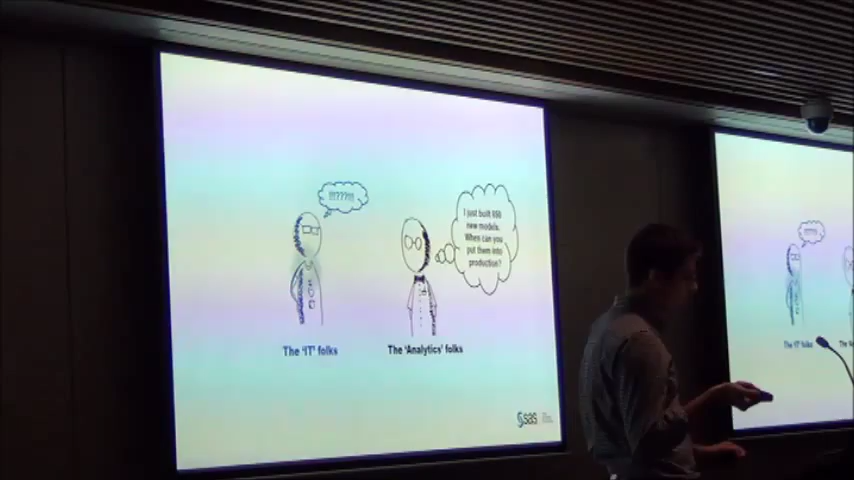 !!!???!!
I just built 950
new models.
When can you
put them into
production?
The 'IT' folks
The 'Analytics' folks
sas
The 'IT' folks